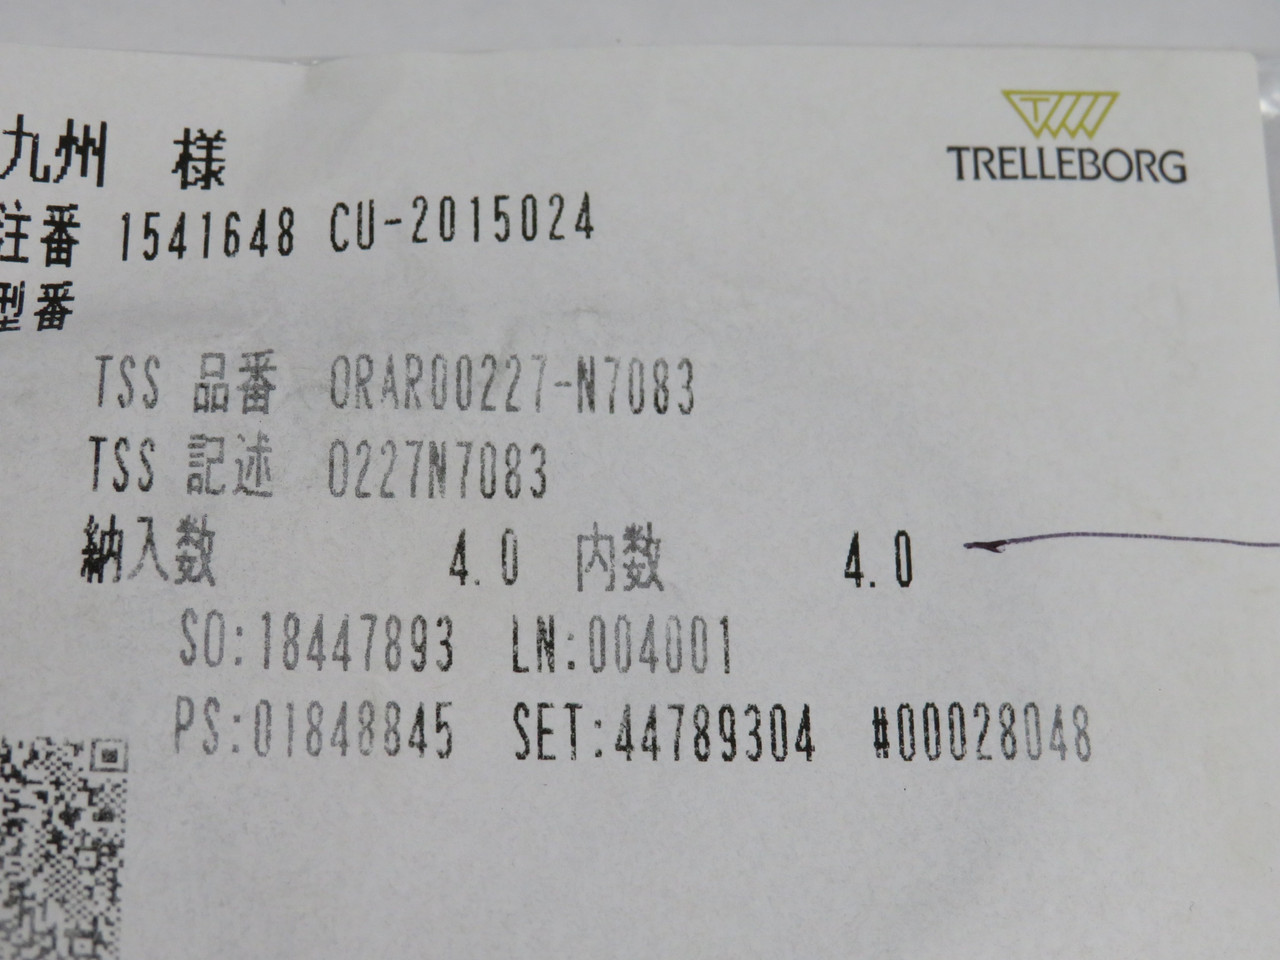 九州 様
TRELLEBORG
注番 1541648 CU-2015024
型番
TSS 品番 ORAR00227-N7083
TSS 記述 0227N7083
納入数 4.0 内数 4.0
SO:18447893 LN:004001
PS:01848845 SET:44789304 #00028048